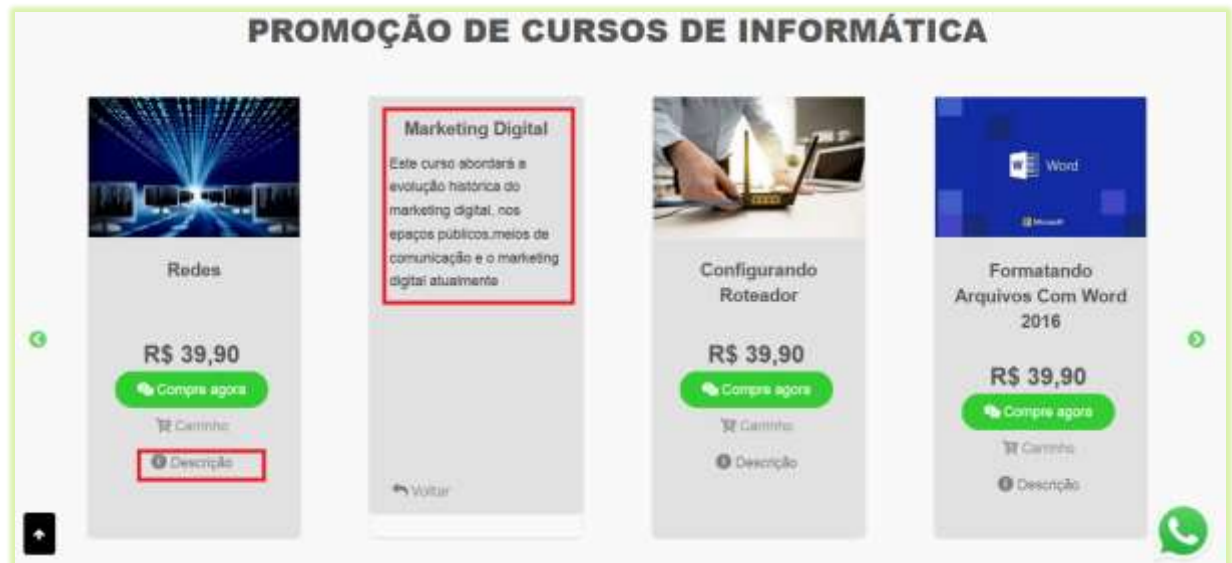 PROMOÇÃO DE CURSOS DE INFORMÁTICA
Redes
R$ 39,90
Compre agora
Carrinho
Descrição
Marketing Digital
Este curso abordará a
evolução histórica do
marketing digital, nos
epaços públicos,meios de
comunicação e o marketing
digital atualmente
Voltar
Configurando
Roteador
R$ 39,90
Compre agora
Carrinho
Descrição
W Word
Microsoft
Formatando
Arquivos Com Word
2016
R$ 39,90
Compre agora
Carrinho
Descrição